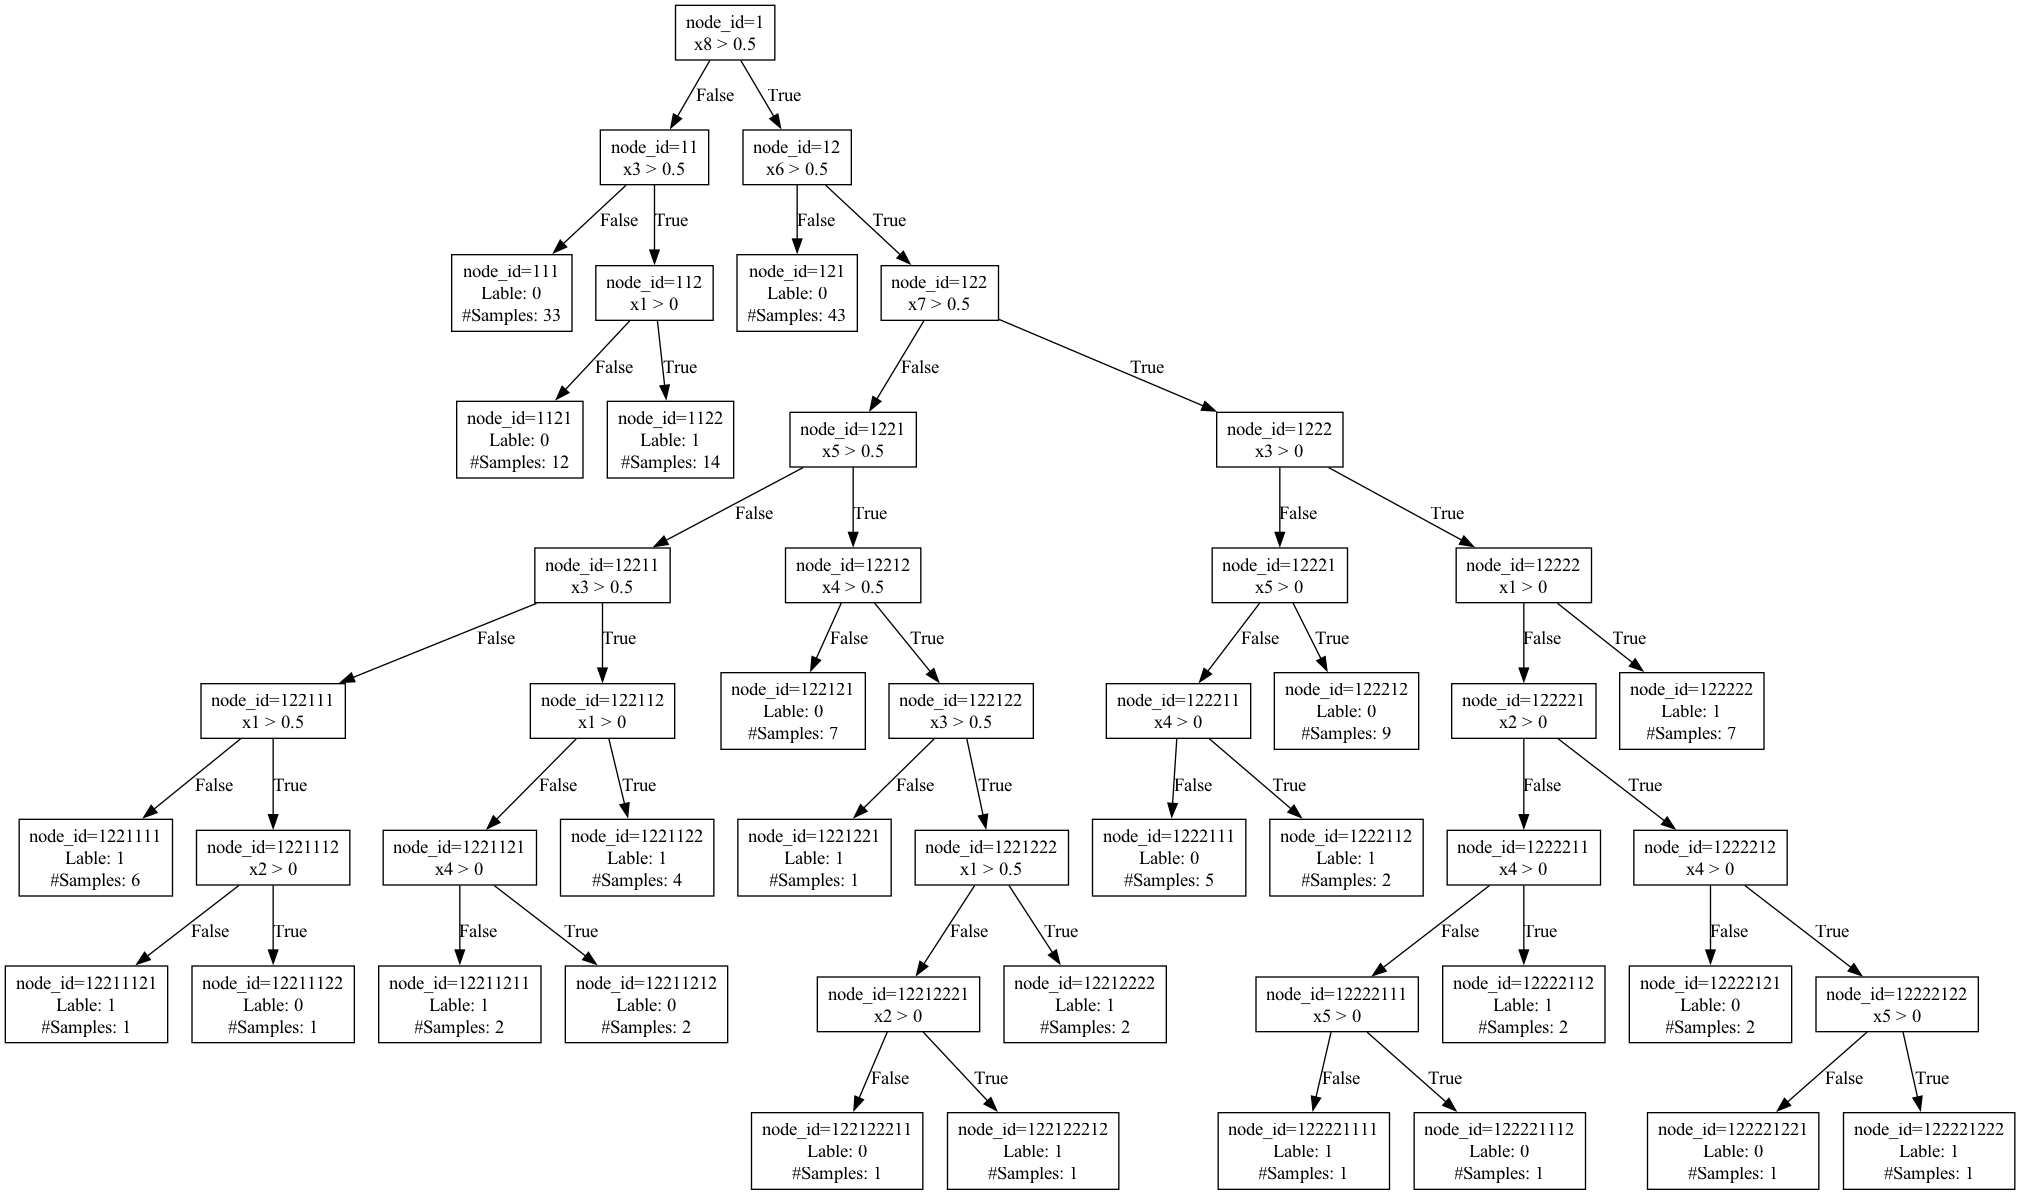 node_id=1
x8 > 0.5
False
True
node_id=11
x3 > 0.5
node_id=12
x6 > 0.5
False
True
False
True
node_id=111
Lable: 0
#Samples: 33
node_id=112
x1 > 0
node_id=121
Lable: 0
#Samples: 43
node_id=122
x7 > 0.5
False
True
False
True
node_id=1121
Lable: 0
#Samples: 12
node_id=1122
Lable: 1
#Samples: 14
node_id=1221
x5 > 0.5
node_id=1222
x3 > 0
False
True
False
True
node_id=12211
x3 > 0.5
node_id=12212
x4 > 0.5
node_id=12221
x5 > 0
node_id=12222
x1 > 0
False
True
False
True
False
True
False
True
node_id=122111
x1 > 0.5
node_id=122112
x1 > 0
node_id=122121
Lable: 0
#Samples: 7
node_id=122122
x3 > 0.5
node_id=122211
x4 > 0
node_id=122212
Lable: 0
#Samples: 9
node_id=122221
x2 > 0
node_id=122222
Lable: 1
#Samples: 7
False
True
False
True
False
True
False
True
False
True
node_id=1221111
Lable: 1
#Samples: 6
node_id=1221112
x2 > 0
node_id=1221121
x4 > 0
node_id=1221122
Lable: 1
#Samples: 4
node_id=1221221
Lable: 1
#Samples: 1
node_id=1221222
x1 > 0.5
node_id=1222111
Lable: 0
#Samples: 5
node_id=1222112
Lable: 1
#Samples: 2
node_id=1222211
x4 > 0
node_id=1222212
x4 > 0
False
True
False
True
False
True
False
True
False
True
node_id=12211121
Lable: 1
#Samples: 1
node_id=12211122
Lable: 0
#Samples: 1
node_id=12211211
Lable: 1
#Samples: 2
node_id=12211212
Lable: 0
#Samples: 2
node_id=12212221
x2 > 0
node_id=12212222
Lable: 1
#Samples: 2
node_id=12222111
x5 > 0
node_id=12222112
Lable: 1
#Samples: 2
node_id=12222121
Lable: 0
#Samples: 2
node_id=12222122
x5 > 0
False
True
False
True
False
True
node_id=122122211
Lable: 0
#Samples: 1
node_id=122122212
Lable: 1
#Samples: 1
node_id=122221111
Lable: 1
#Samples: 1
node_id=122221112
Lable: 0
#Samples: 1
node_id=122221221
Lable: 0
#Samples: 1
node_id=122221222
Lable: 1
#Samples: 1